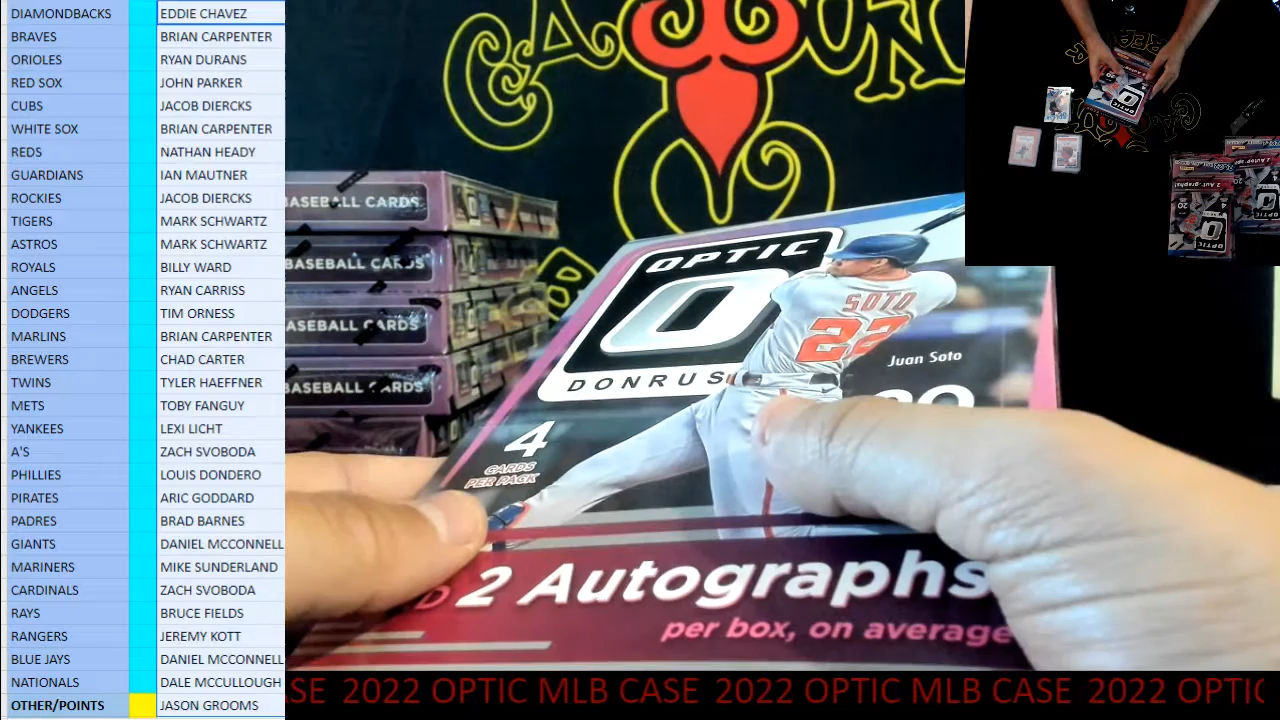 DIAMONDBACKS EDDIE CHAVEZ
BRAVES BRIAN CARPENTER
ORIOLES RYAN DURANS
RED SOX JOHN PARKER
CUBS JACOB DIERCKS
WHITE SOX BRIAN CARPENTER
REDS NATHAN HEADY
GUARDIANS IAN MAUTNER
ROCKIES JACOB DIERCKS
TIGERS MARK SCHWARTZ
ASTROS MARK SCHWARTZ
ROYALS BILLY WARD
ANGELS RYAN CARRISS
DODGERS TIM ORNESS
MARLINS BRIAN CARPENTER
BREWERS CHAD CARTER
TWINS TYLER HAEFFNER
METS TOBY FANGUY
YANKEES LEXI LICHT
A'S ZACH SVOBODA
PHILLIES LOUIS DONDERO
PIRATES ARIC GODDARD
PADRES BRAD BARNES
GIANTS DANIEL MCCONNELL
MARINERS MIKE SUNDERLAND
CARDINALS ZACH SVOBODA
RAYS BRUCE FIELDS
RANGERS JEREMY KOTT
BLUE JAYS DANIEL MCCONNELL
NATIONALS DALE MCCULLOUGH
OTHER/POINTS JASON GROOMS
BASEBALL CARDS
BASEBALL CARDS
BASEBALL CARDS
BASEBALL CARDS
OPTIC
DONRUS
SOTO
22
Juan Soto
4
CARDS
PER PACK
2 Autographs
per box, on average
SE 2022 OPTIC MLB CASE 2022 OPTIC MLB CASE 2022 OPTIC